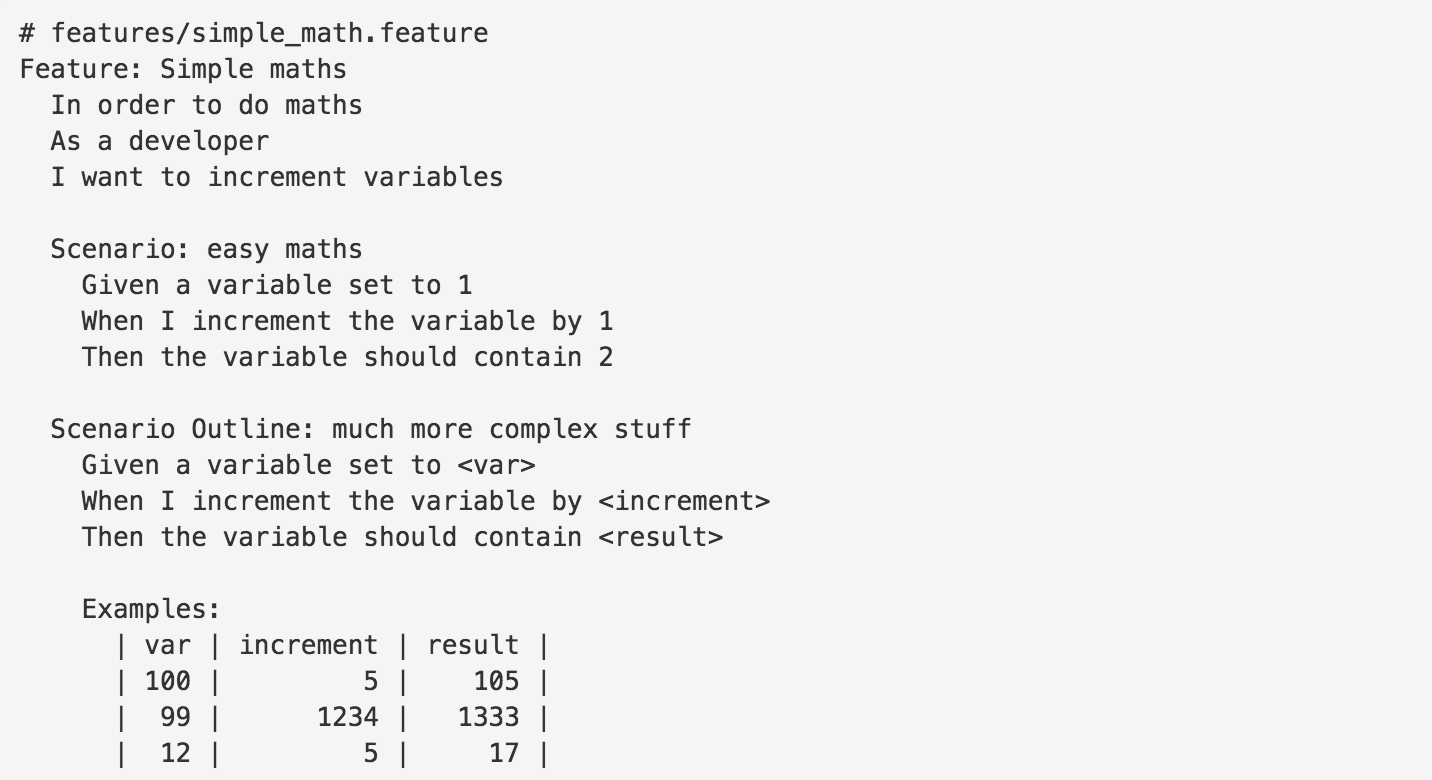 # features/simple_math.feature
Feature: Simple maths
  In order to do maths
  As a developer
  I want to increment variables

  Scenario: easy maths
    Given a variable set to 1
    When I increment the variable by 1
    Then the variable should contain 2

  Scenario Outline: much more complex stuff
    Given a variable set to <var>
    When I increment the variable by <increment>
    Then the variable should contain <result>

    Examples:
      | var | increment | result |
      | 100 |         5 |    105 |
      |  99 |      1234 |   1333 |
      |  12 |         5 |     17 |